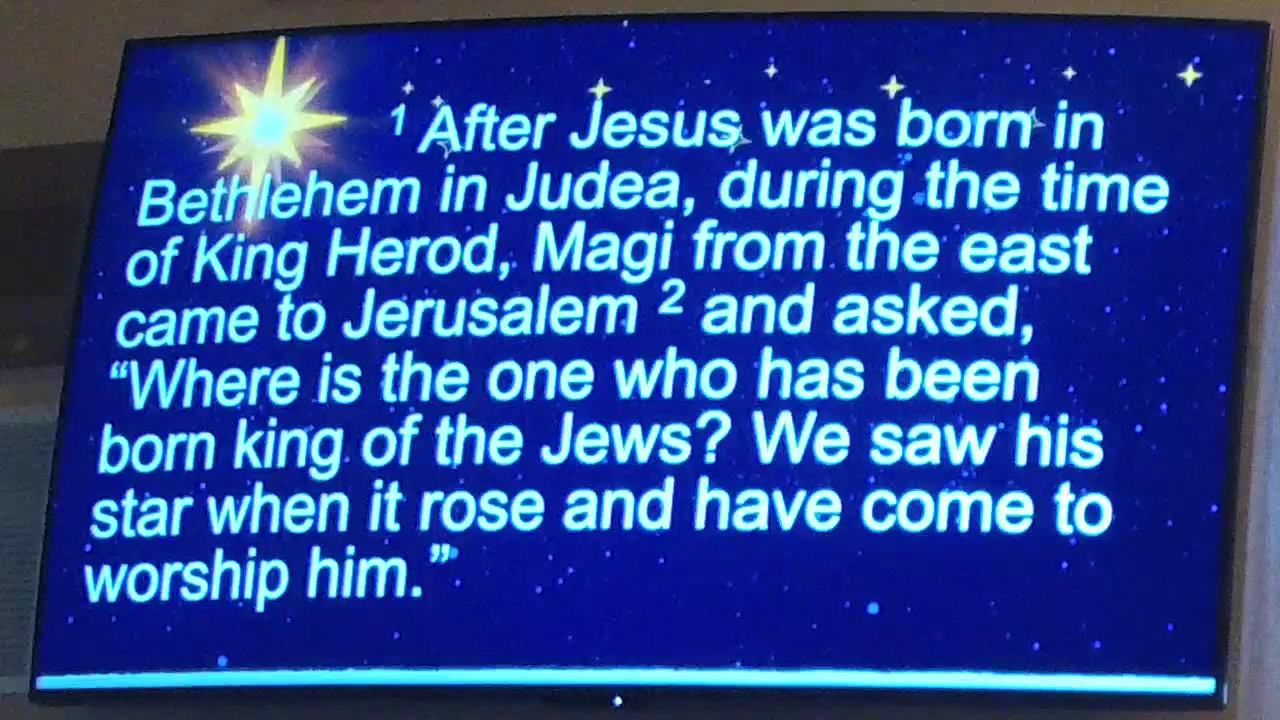 1 After Jesus was born in
Bethlehem in Judea, during the time
of King Herod, Magi from the east
came to Jerusalem 2 and asked,
“Where is the one who has been
born king of the Jews? We saw his
star when it rose and have come to
worship him.”